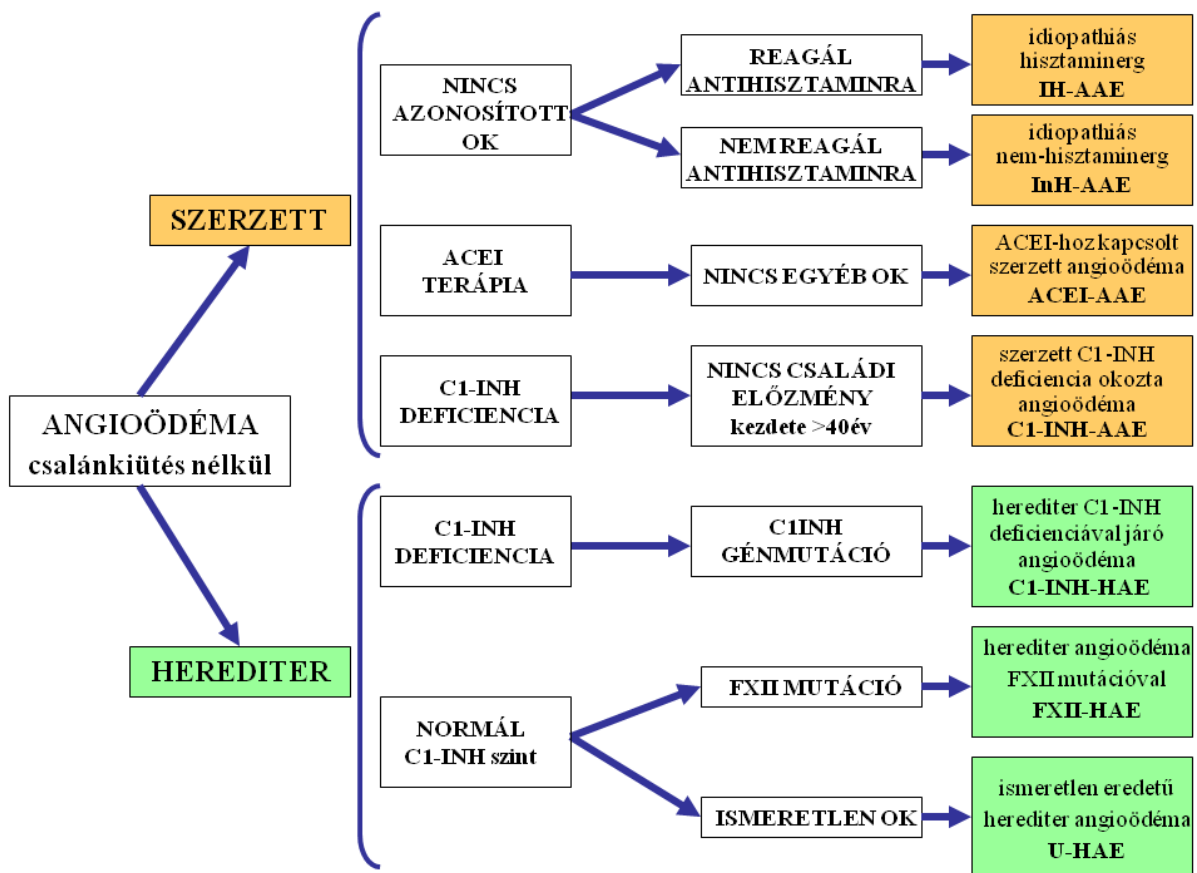 ANGIOÖDÉMA
csalánkiütés nélkül
SZERZETT
NINCS
AZONOSÍTOTT
OK
REAGÁL
ANTIHISZTAMINRA
idiopathiás
hisztaminerg
IH-AAE
NEM REAGÁL
ANTIHISZTAMINRA
idiopathiás
nem-hisztaminerg
InH-AAE
ACEI
TERÁPIA
NINCS EGYÉB OK
ACEI-hoz kapcsolt
szerzett angioödéma
ACEI-AAE
C1-INH
DEFICIENCIA
NINCS CSALÁDI
ELŐZMÉNY
kezdete >40év
szerzett C1-INH
deficiencia okozta
angioödéma
C1-INH-AAE
HEREDITER
C1-INH
DEFICIENCIA
C1INH
GÉNMUTÁCIÓ
herediter C1-INH
deficienciával járó
angioödéma
C1-INH-HAE
NORMÁL
C1-INH szint
FXII MUTÁCIÓ
herediter angioödéma
FXII mutációval
FXII-HAE
ISMERETLEN OK
ismeretlen eredetű
herediter angioödéma
U-HAE